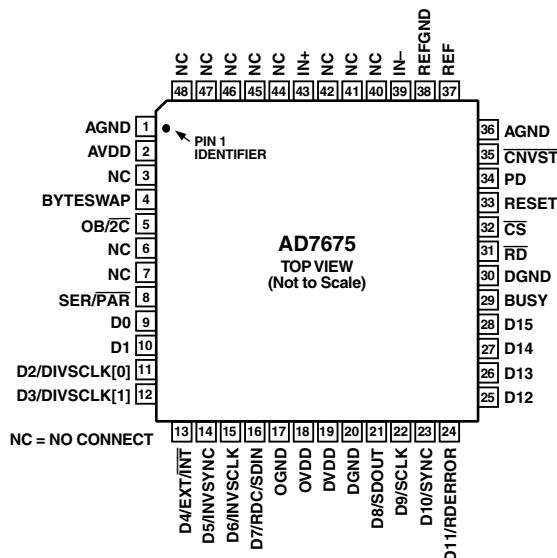 NC
NC
NC
NC
NC
IN+
NC
NC
NC
IN–
REFGND
REF
48 47 46 45 44 43 42 41 40 39 38 37
AGND 1
AVDD 2
NC 3
BYTESWAP 4
OB/2C 5
NC 6
NC 7
SER/PAR 8
D0 9
D1 10
D2/DIVSCLK[0] 11
D3/DIVSCLK[1] 12
PIN 1
IDENTIFIER
AD7675
TOP VIEW
(Not to Scale)
36 AGND
35 CNVST
34 PD
33 RESET
32 CS
31 RD
30 DGND
29 BUSY
28 D15
27 D14
26 D13
25 D12
NC = NO CONNECT
13 14 15 16 17 18 19 20 21 22 23 24
D4/EXT/INT
D5/INVSYNC
D6/INVSCLK
D7/RDC/SDIN
OGND
OVDD
DVDD
DGND
D8/SDOUT
D9/SCLK
D10/SYNC
D11/RDERROR